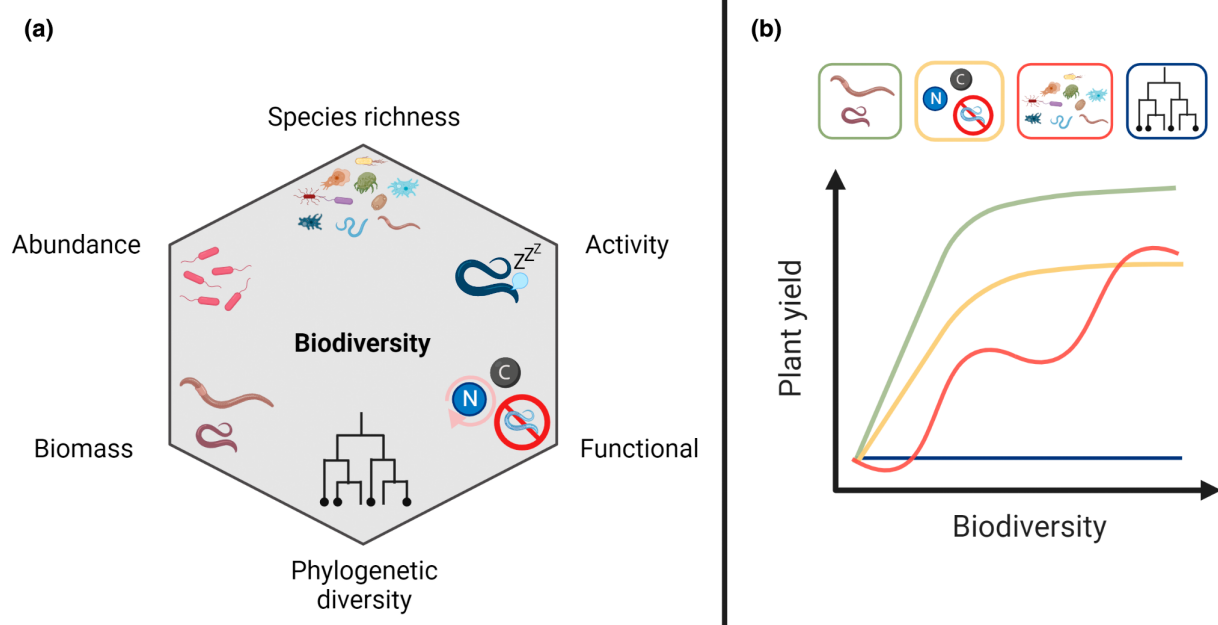 (a)
Species richness
Abundance
Activity
zZZ
Biodiversity
C
N
Biomass
Functional
Phylogenetic
diversity
(b)
C
N
Plant yield
Biodiversity